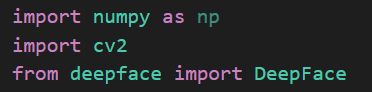 import numpy as np
import cv2
from deepface import DeepFace